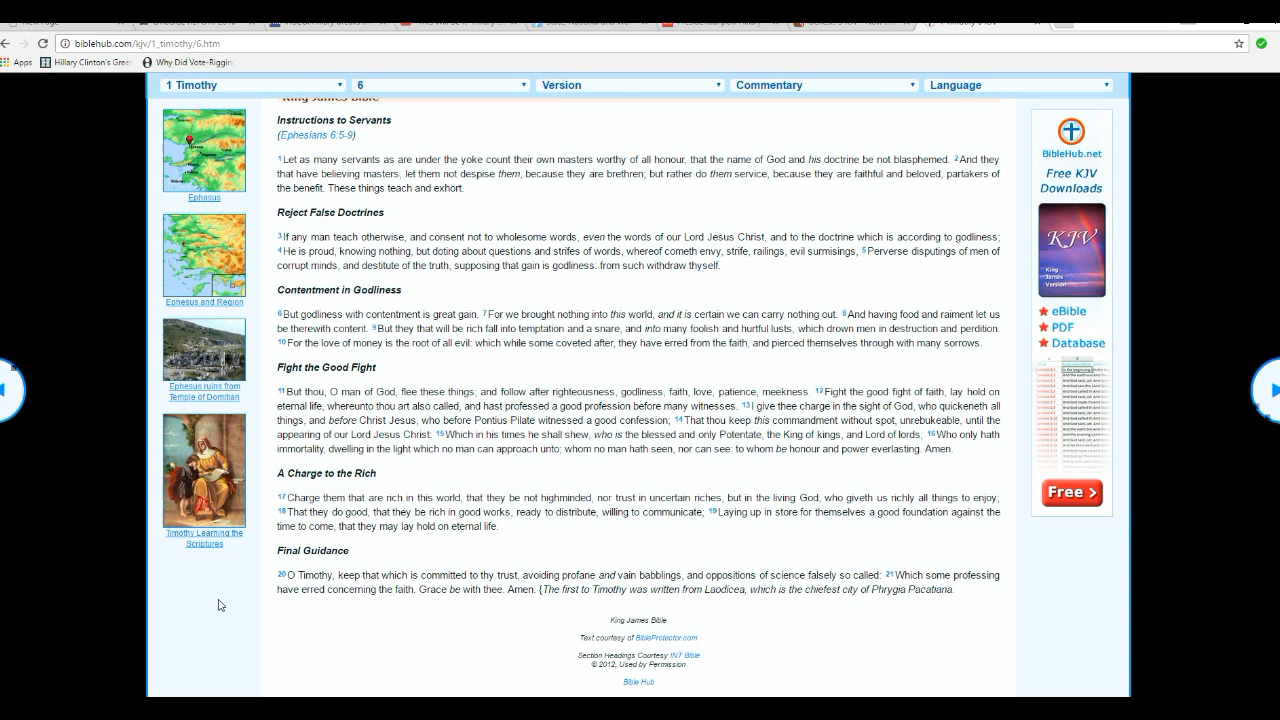 biblehub.com/kjv/1_timothy/6.htm
Apps Hillary Clinton's Gree Why Did Vote-Rigging
1 Timothy 6 Version Commentary Language
King James Bible
Instructions to Servants
(Ephesians 6:5-9)
1Let as many servants as are under the yoke count their own masters worthy of all honour, that the name of God and his doctrine be not blasphemed. 2And they
that have believing masters, let them not despise them, because they are brethren; but rather do them service, because they are faithful and beloved, partakers of
the benefit. These things teach and exhort.
Reject False Doctrines
3If any man teach otherwise, and consent not to wholesome words, even the words of our Lord Jesus Christ, and to the doctrine which is according to godliness;
4He is proud, knowing nothing, but doting about questions and strifes of words, whereof cometh envy, strife, railings, evil surmisings, 5Perverse disputings of men of
corrupt minds, and destitute of the truth, supposing that gain is godliness: from such withdraw thyself.
Contentment in Godliness
6But godliness with contentment is great gain. 7For we brought nothing into this world, and it is certain we can carry nothing out. 8And having food and raiment let us
be therewith content. 9But they that will be rich fall into temptation and a snare, and into many foolish and hurtful lusts, which drown men in destruction and perdition.
10For the love of money is the root of all evil: which while some coveted after, they have erred from the faith, and pierced themselves through with many sorrows.
Fight the Good Fight
11But thou, O man of God, flee these things; and follow after righteousness, godliness, faith, love, patience, meekness. 12Fight the good fight of faith, lay hold on
eternal life, whereunto thou art also called, and hast professed a good profession before many witnesses. 13I give thee charge in the sight of God, who quickeneth all
things, and before Christ Jesus, who before Pontius Pilate witnessed a good confession; 14That thou keep this commandment without spot, unrebukeable, until the
appearing of our Lord Jesus Christ: 15Which in his times he shall shew, who is the blessed and only Potentate, the King of kings, and Lord of lords; 16Who only hath
immortality, dwelling in the light which no man can approach unto; whom no man hath seen, nor can see: to whom be honour and power everlasting. Amen.
A Charge to the Rich
17Charge them that are rich in this world, that they be not highminded, nor trust in uncertain riches, but in the living God, who giveth us richly all things to enjoy;
18That they do good, that they be rich in good works, ready to distribute, willing to communicate; 19Laying up in store for themselves a good foundation against the
time to come, that they may lay hold on eternal life.
Final Guidance
20O Timothy, keep that which is committed to thy trust, avoiding profane and vain babblings, and oppositions of science falsely so called: 21Which some professing
have erred concerning the faith. Grace be with thee. Amen. {The first to Timothy was written from Laodicea, which is the chiefest city of Phrygia Pacatiana.
King James Bible
Text courtesy of BibleProtector.com
Section Headings Courtesy INT Bible
© 2012, Used by Permission
Bible Hub
Ephesus
Ephesus and Region
Ephesus ruins from
Temple of Domitian
Timothy Learning the
Scriptures
BibleHub.net
Free KJV
Downloads
KJV
King
James
Version
eBible
PDF
Database
Free >